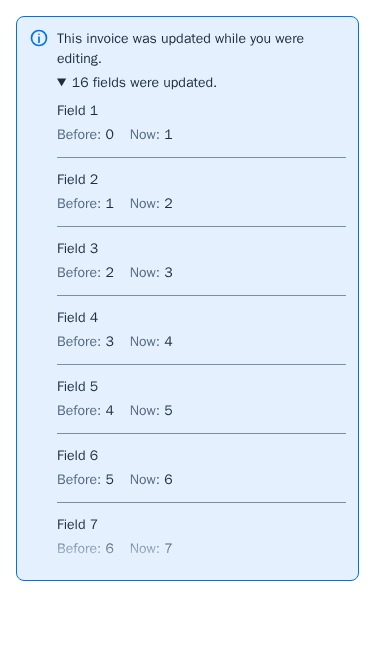 This invoice was updated while you were
editing.
▼ 16 fields were updated.
Field 1
Before: 0 Now: 1
Field 2
Before: 1 Now: 2
Field 3
Before: 2 Now: 3
Field 4
Before: 3 Now: 4
Field 5
Before: 4 Now: 5
Field 6
Before: 5 Now: 6
Field 7
Before: 6 Now: 7